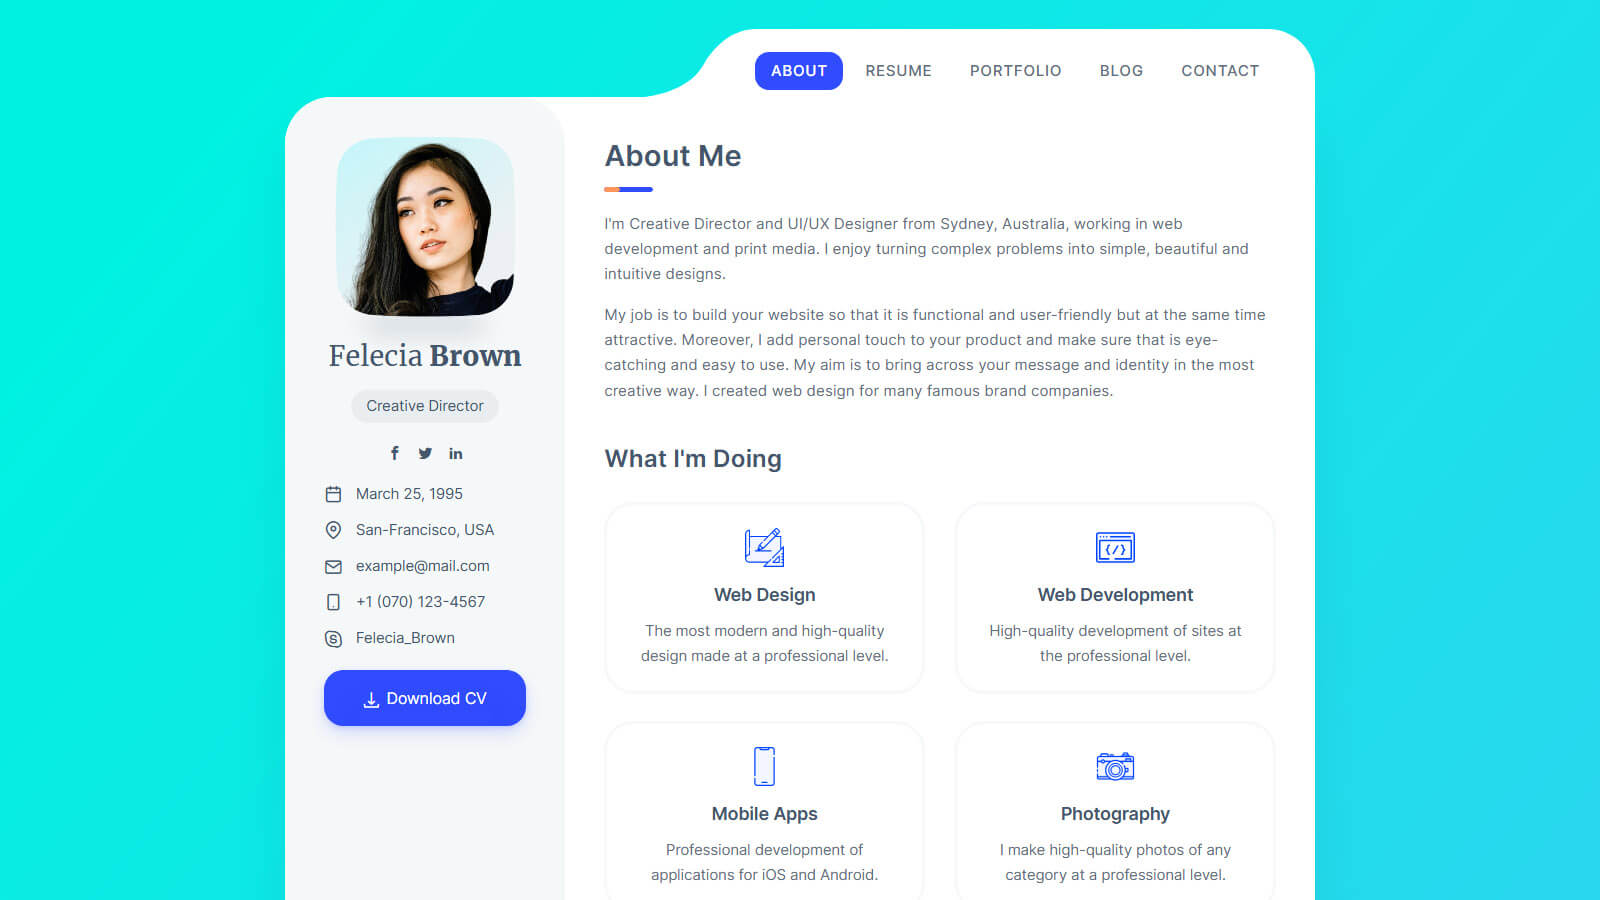 ABOUT RESUME PORTFOLIO BLOG CONTACT
Felecia Brown
Creative Director
March 25, 1995
San-Francisco, USA
example@mail.com
+1 (070) 123-4567
Felecia_Brown
Download CV
About Me
I'm Creative Director and UI/UX Designer from Sydney, Australia, working in web
development and print media. I enjoy turning complex problems into simple, beautiful and
intuitive designs.
My job is to build your website so that it is functional and user-friendly but at the same time
attractive. Moreover, I add personal touch to your product and make sure that is eye-
catching and easy to use. My aim is to bring across your message and identity in the most
creative way. I created web design for many famous brand companies.
What I'm Doing
Web Design
The most modern and high-quality
design made at a professional level.
Web Development
High-quality development of sites at
the professional level.
Mobile Apps
Professional development of
applications for iOS and Android.
Photography
I make high-quality photos of any
category at a professional level.